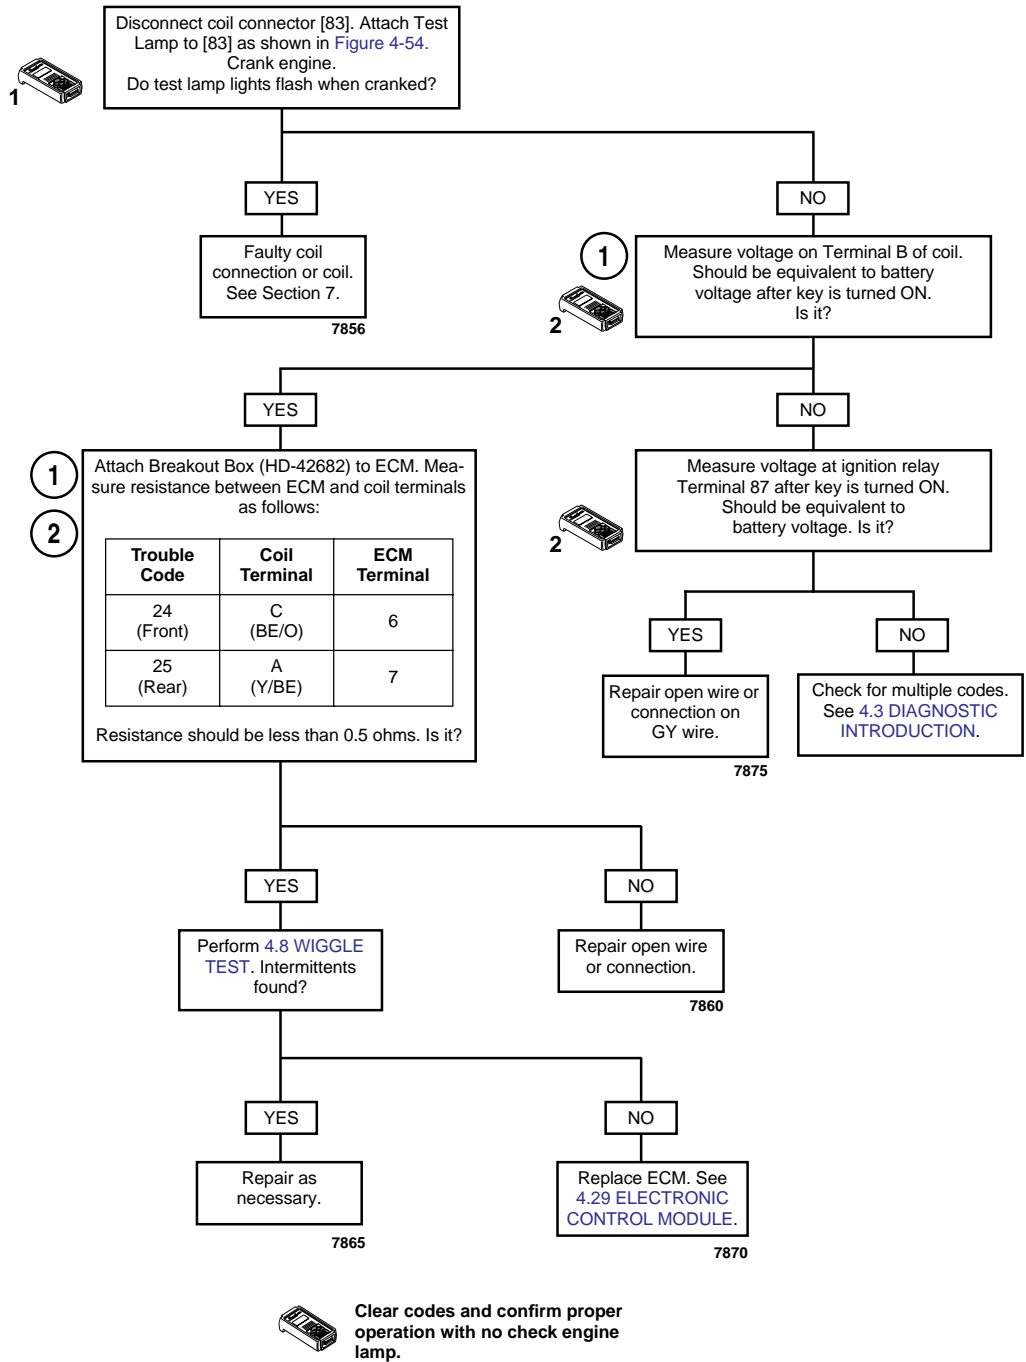 Disconnect coil connector [83]. Attach Test
Lamp to [83] as shown in Figure 4-54.
Crank engine.
Do test lamp lights flash when cranked?
1
YES
NO
Faulty coil
connection or coil.
See Section 7.
7856
1
2
Measure voltage on Terminal B of coil.
Should be equivalent to battery
voltage after key is turned ON.
Is it?
YES
NO
1
2
Attach Breakout Box (HD-42682) to ECM. Mea-
sure resistance between ECM and coil terminals
as follows:
Trouble Code Coil Terminal ECM Terminal
24 (Front) C (BE/O) 6
25 (Rear) A (Y/BE) 7
Resistance should be less than 0.5 ohms. Is it?
2
Measure voltage at ignition relay
Terminal 87 after key is turned ON.
Should be equivalent to
battery voltage. Is it?
YES
NO
Repair open wire or
connection on
GY wire.
7875
Check for multiple codes.
See 4.3 DIAGNOSTIC
INTRODUCTION.
YES
NO
Perform 4.8 WIGGLE
TEST. Intermittents
found?
Repair open wire
or connection.
7860
YES
NO
Repair as
necessary.
7865
Replace ECM. See
4.29 ELECTRONIC
CONTROL MODULE.
7870
Clear codes and confirm proper
operation with no check engine
lamp.